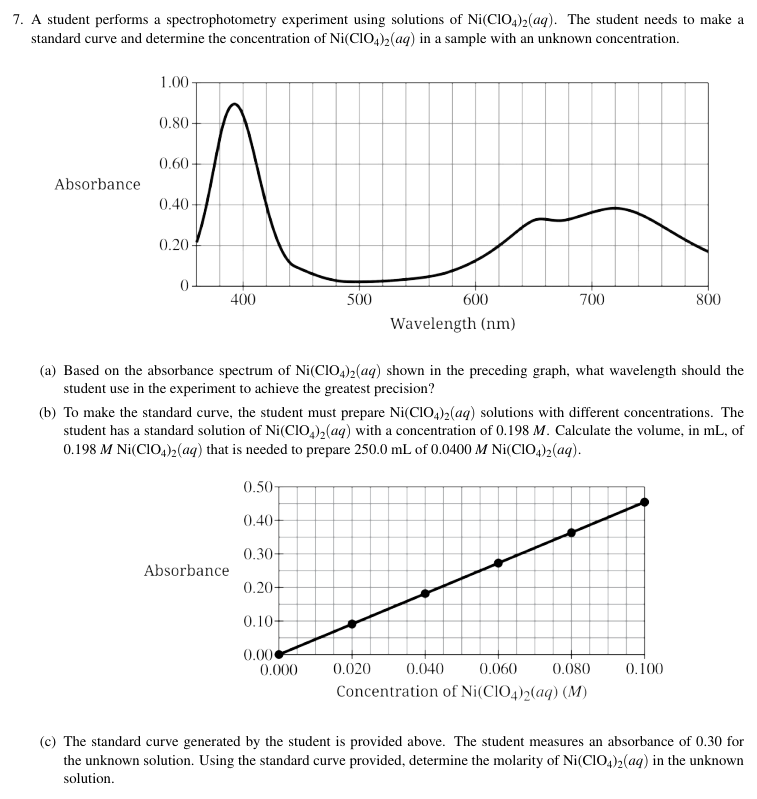 7. A student performs a spectrophotometry experiment using solutions of Ni(ClO₄)₂(aq). The student needs to make a
standard curve and determine the concentration of Ni(ClO₄)₂(aq) in a sample with an unknown concentration.
1.00
0.80
0.60
Absorbance
0.40
0.20
0
400 500 600 700 800
Wavelength (nm)
(a) Based on the absorbance spectrum of Ni(ClO₄)₂(aq) shown in the preceding graph, what wavelength should the
student use in the experiment to achieve the greatest precision?
(b) To make the standard curve, the student must prepare Ni(ClO₄)₂(aq) solutions with different concentrations. The
student has a standard solution of Ni(ClO₄)₂(aq) with a concentration of 0.198 M. Calculate the volume, in mL, of
0.198 M Ni(ClO₄)₂(aq) that is needed to prepare 250.0 mL of 0.0400 M Ni(ClO₄)₂(aq).
0.50
0.40
0.30
Absorbance
0.20
0.10
0.00
0.000 0.020 0.040 0.060 0.080 0.100
Concentration of Ni(ClO₄)₂(aq) (M)
(c) The standard curve generated by the student is provided above. The student measures an absorbance of 0.30 for
the unknown solution. Using the standard curve provided, determine the molarity of Ni(ClO₄)₂(aq) in the unknown
solution.